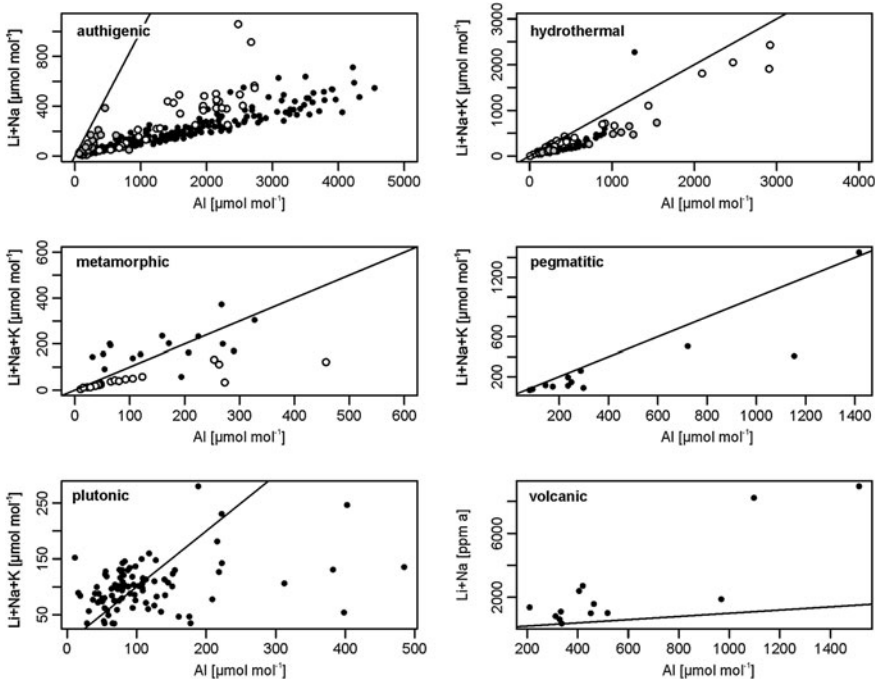 authigenic
Li+Na [µmol mol⁻¹]
0 400 800
0 1000 2000 3000 4000 5000
Al [µmol mol⁻¹]
hydrothermal
Li+Na+K [µmol mol⁻¹]
0 1000 2000 3000
0 1000 2000 3000 4000
Al [µmol mol⁻¹]
metamorphic
Li+Na+K [µmol mol⁻¹]
0 200 400 600
0 100 200 300 400 500 600
Al [µmol mol⁻¹]
pegmatitic
Li+Na+K [µmol mol⁻¹]
200 600 1200
200 400 600 800 1000 1200 1400
Al [µmol mol⁻¹]
plutonic
Li+Na+K [µmol mol⁻¹]
50 150 250
0 100 200 300 400 500
Al [µmol mol⁻¹]
volcanic
Li+Na [ppm a]
2000 6000
200 400 600 800 1000 1200 1400
Al [µmol mol⁻¹]